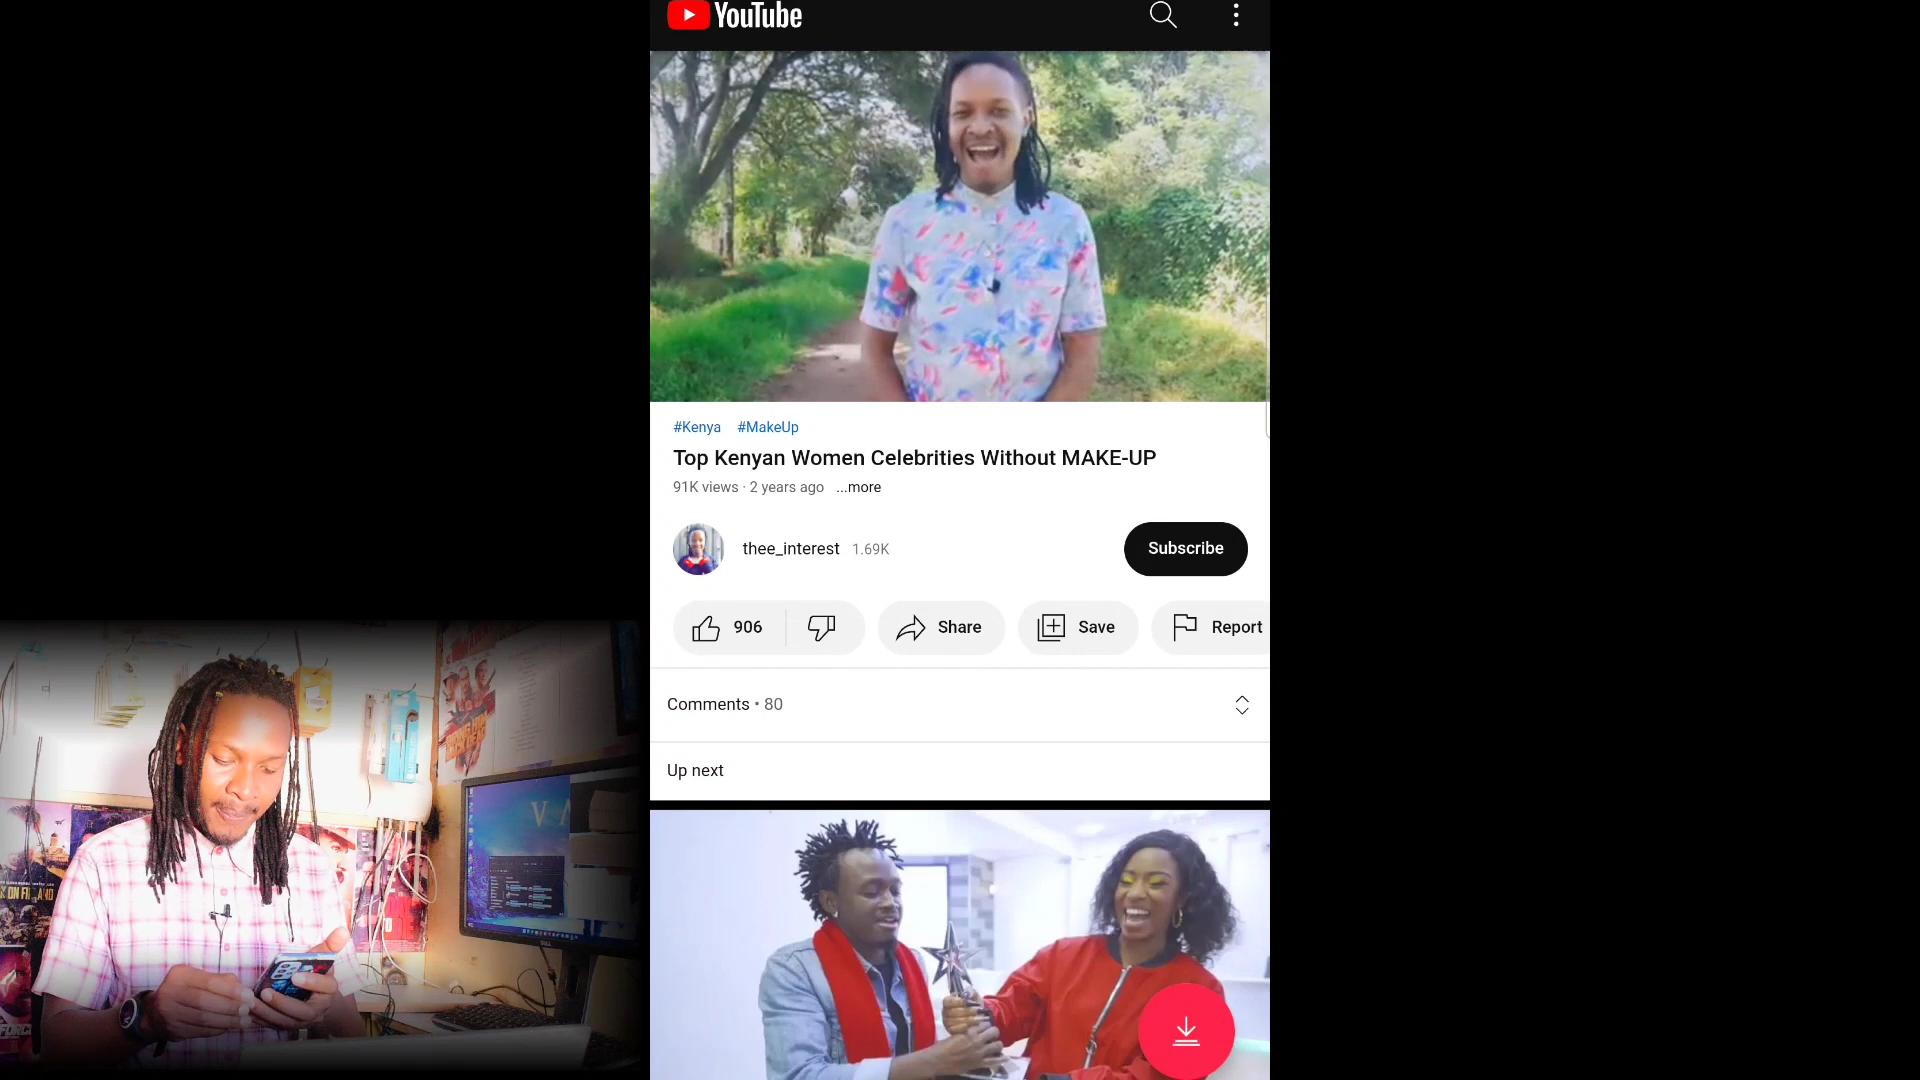 YouTube
#Kenya #MakeUp
Top Kenyan Women Celebrities Without MAKE-UP
91K views · 2 years ago ...more
thee_interest 1.69K
Subscribe
906 Share Save Report
Comments • 80
Up next
DELL